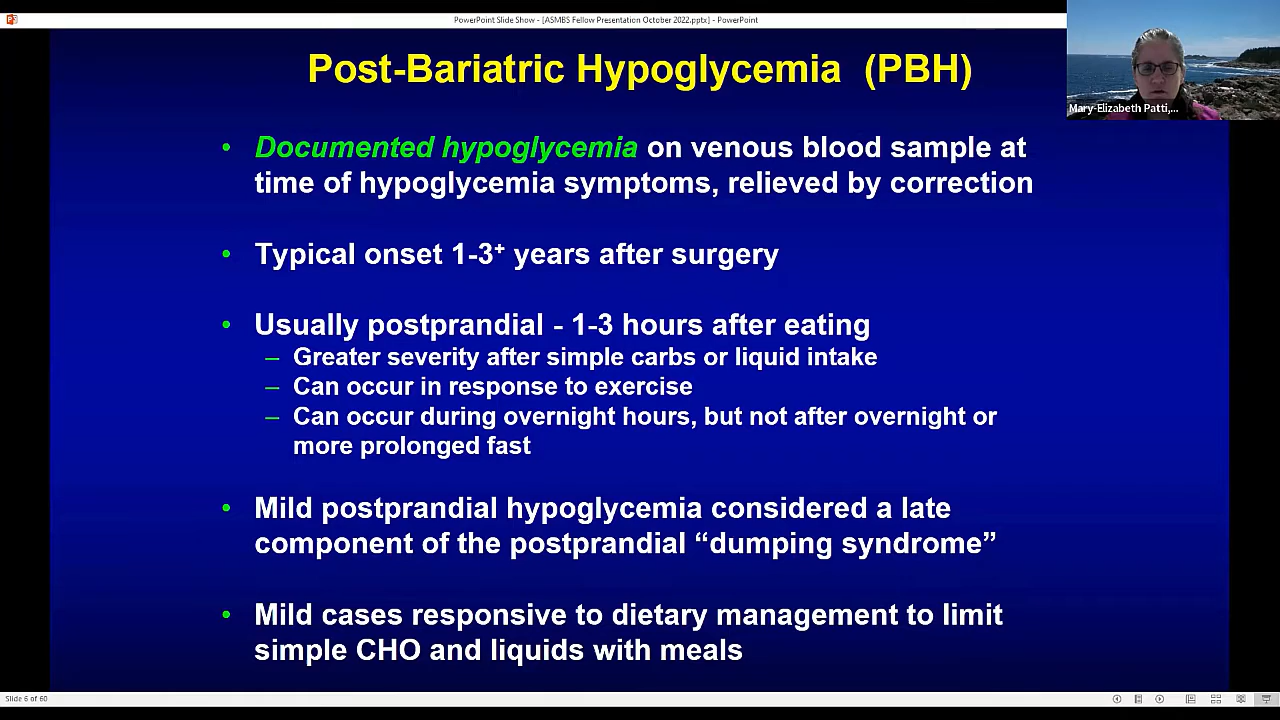 PowerPoint Slide Show - [ASMBS Fellow Presentation October 2022.pptx] - PowerPoint
Post-Bariatric Hypoglycemia (PBH)
Mary-Elizabeth Patti,...
• Documented hypoglycemia on venous blood sample at
time of hypoglycemia symptoms, relieved by correction
• Typical onset 1-3⁺ years after surgery
• Usually postprandial - 1-3 hours after eating
– Greater severity after simple carbs or liquid intake
– Can occur in response to exercise
– Can occur during overnight hours, but not after overnight or
more prolonged fast
• Mild postprandial hypoglycemia considered a late
component of the postprandial “dumping syndrome”
• Mild cases responsive to dietary management to limit
simple CHO and liquids with meals
Slide 6 of 60